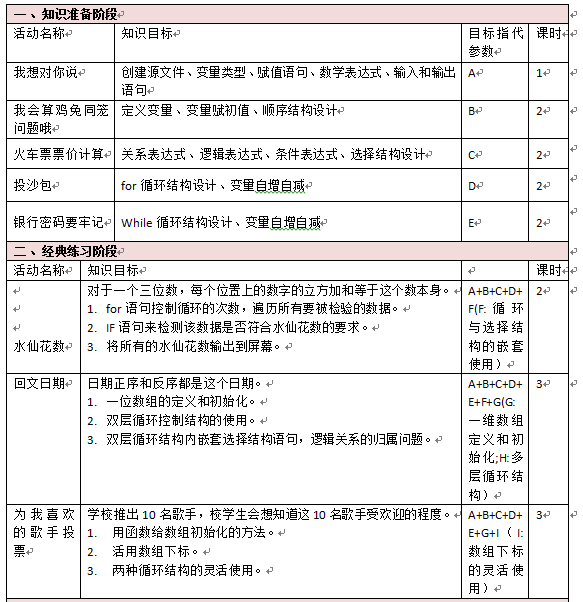 一、知识准备阶段
活动名称 知识目标 目标指代 课时
参数
我想对你说 创建源文件、变量类型、赋值语句、数学表达式、输入和输出 A 1
语句
我会算鸡兔同笼 定义变量、变量赋初值、顺序结构设计 B 2
问题哦
火车票票价计算 关系表达式、逻辑表达式、条件表达式、选择结构设计 C 2
投沙包 for 循环结构设计、变量自增自减 D 2
银行密码要牢记 While 循环结构设计、变量自增自减 E 2
二、经典练习阶段
活动名称 知识目标 课时
对于一个三位数，每个位置上的数字的立方加和等于这个数本身。 A+B+C+D+ 2
1. for 语句控制循环的次数，遍历所有要被检验的数据。 F(F: 循环
2. IF 语句来检测该数据是否符合水仙花数的要求。 与选择结
水仙花数 3. 将所有的水仙花数输出到屏幕。 构的嵌套
使用）
回文日期 日期正序和反序都是这个日期。 A+B+C+D+ 3
1. 一位数组的定义和初始化。 E+F+G(G:
2. 双层循环控制结构的使用。 一维数组
3. 双层循环结构内嵌套选择结构语句，逻辑关系的归属问题。 定义和初
始化;H:多
层循环结
构）
为我喜欢 学校推出 10 名歌手，校学生会想知道这 10 名歌手受欢迎的程度。 A+B+C+D+ 3
的歌手投 1. 用函数给数组初始化的方法。 E+G+I（I:
票 2. 活用数组下标。 数组下标
3. 两种循环结构的灵活使用。 的灵活使
用）